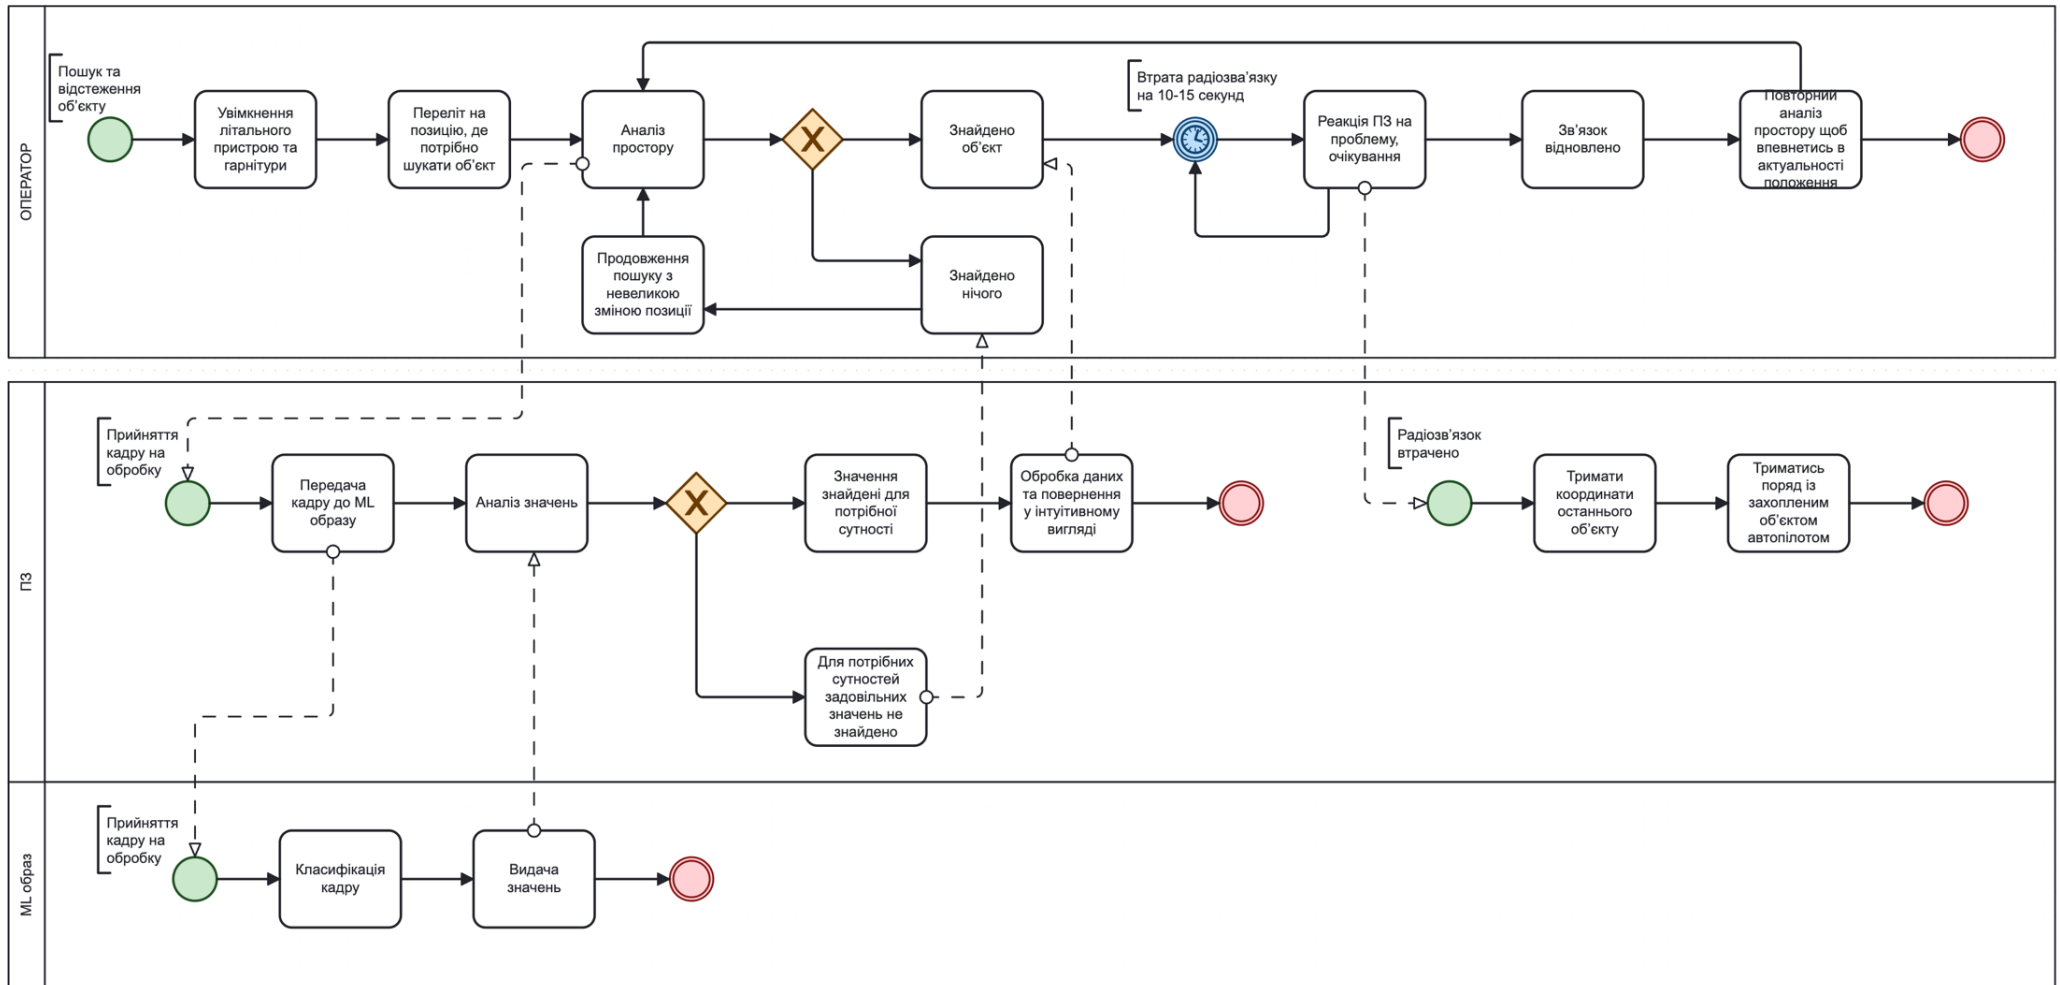 ОПЕРАТОР
Пошук та
відстеження
об'єкту
Увімкнення
літального
пристрою та
гарнітури
Переліт на
позицію, де
потрібно
шукати об'єкт
Аналіз
простору
X
Знайдено
об'єкт
Втрата радіозва'язку
на 10-15 секунд
Реакція ПЗ на
проблему,
очікування
Зв'язок
відновлено
Повторний
аналіз
простору щоб
впевнетись в
актуальності
положення
Продовження
пошуку з
невеликою
зміною позиції
Знайдено
нічого
ПЗ
Прийняття
кадру на
обробку
Передача
кадру до ML
образу
Аналіз значень
X
Значення
знайдені для
потрібної
сутності
Обробка даних
та повернення
у інтуітивному
вигляді
Радіозв'язок
втрачено
Тримати
координати
останнього
об'єкту
Триматись
поряд із
захопленим
об'єктом
автопілотом
Для потрібних
сутностей
задовільних
значень не
знайдено
ML образ
Прийняття
кадру на
обробку
Класифікація
кадру
Видача
значень